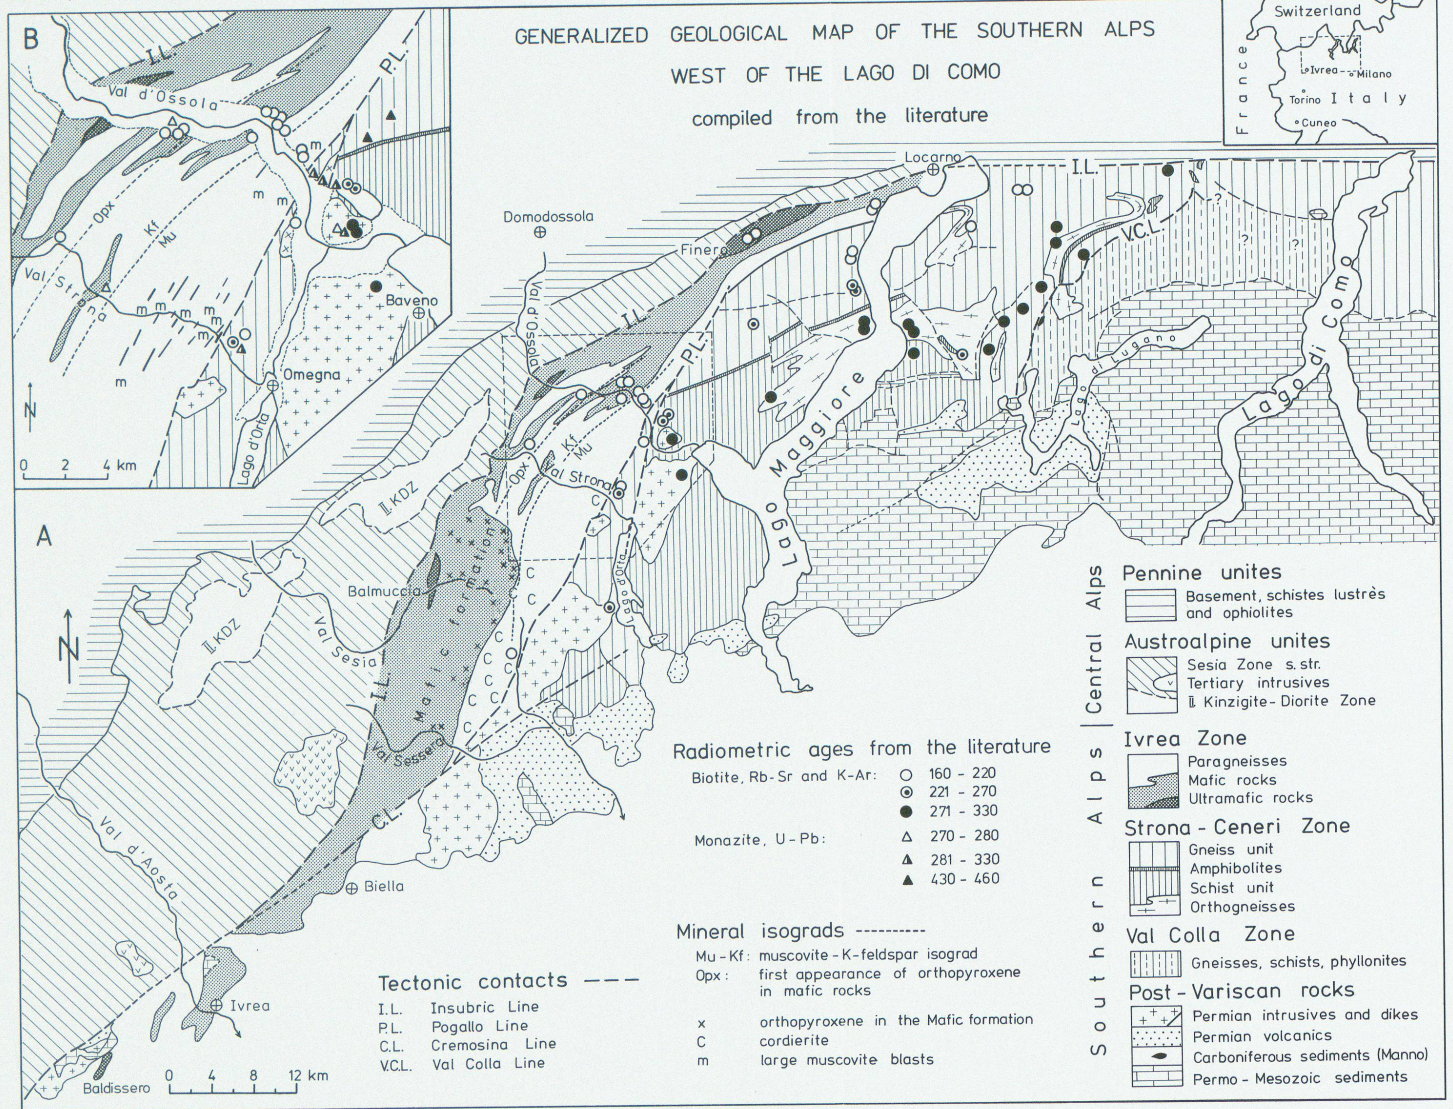 GENERALIZED GEOLOGICAL MAP OF THE SOUTHERN ALPS
WEST OF THE LAGO DI COMO
compiled from the literature
Switzerland
France
Ivrea
Milano
Torino
Italy
Cuneo
B
I.L.
P.L.
Val d'Ossola
m
m
m
Opx
Kf
Mu
Val Strona
m
m
m
m
m
m
m
Baveno
Omegna
Lago d'Orta
N
0 2 4 km
Locarno
I.L.
Domodossola
Finero
V.C.L.
?
?
?
Val d'Ossola
I.L.
P.L.
Lago Maggiore
Lago di Lugano
Lago di Como
Kf
Mu
Opx
Val Strona
II KDZ
A
C
Mafic formation
Balmuccia
Lago d'Orta
C
C
C
C
C
C
C
C
C
II KDZ
N
Val Sesia
I.L.
Val Sessera
C.L.
Val d'Aosta
Biella
Ivrea
Baldissero
0 4 8 12 km
Tectonic contacts
I.L. Insubric Line
P.L. Pogallo Line
C.L. Cremosina Line
V.C.L. Val Colla Line
Radiometric ages from the literature
Biotite, Rb-Sr and K-Ar: 160 - 220
221 - 270
271 - 330
Monazite, U-Pb: 270 - 280
281 - 330
430 - 460
Mineral isograds
Mu-Kf: muscovite-K-feldspar isograd
Opx: first appearance of orthopyroxene
in mafic rocks
x orthopyroxene in the Mafic formation
C cordierite
m large muscovite blasts
Southern Alps | Central Alps
Pennine unites
Basement, schistes lustrès
and ophiolites
Austroalpine unites
Sesia Zone s. str.
Tertiary intrusives
II Kinzigite-Diorite Zone
Ivrea Zone
Paragneisses
Mafic rocks
Ultramafic rocks
Strona-Ceneri Zone
Gneiss unit
Amphibolites
Schist unit
Orthogneisses
Val Colla Zone
Gneisses, schists, phyllonites
Post-Variscan rocks
Permian intrusives and dikes
Permian volcanics
Carboniferous sediments (Manno)
Permo-Mesozoic sediments